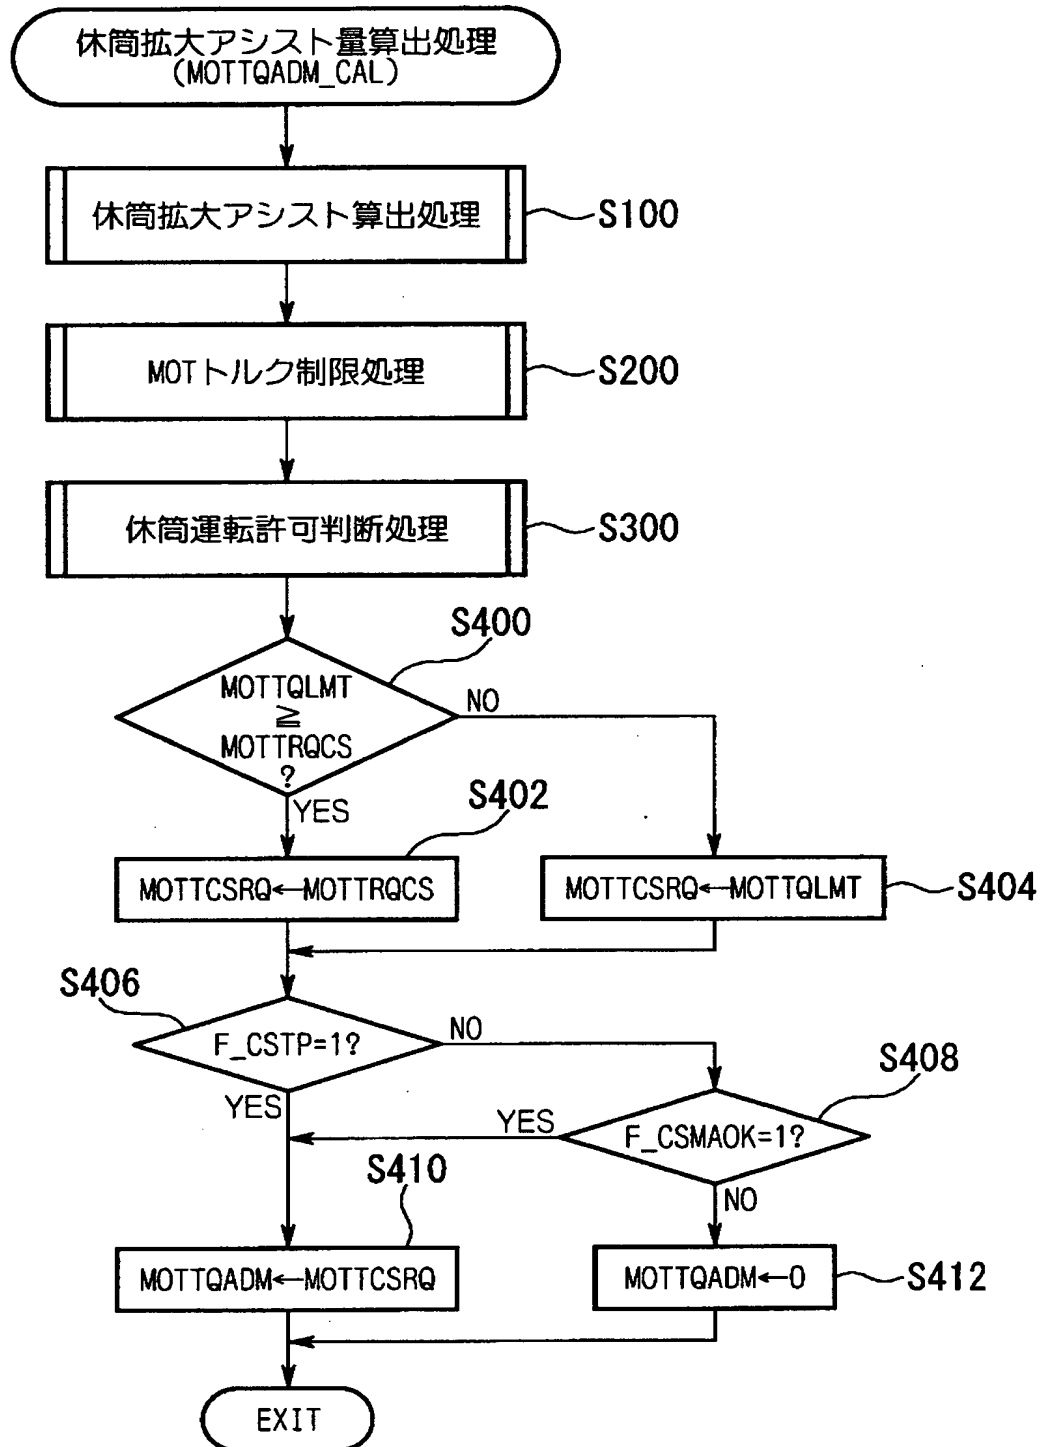 休筒拡大アシスト量算出処理
(MOTTQADM_CAL)
休筒拡大アシスト算出処理
S100
MOTトルク制限処理
S200
休筒運転許可判断処理
S300
S400
MOTTQLMT
≧
MOTTRQCS
?
NO
YES
S402
MOTTCSRQ←MOTTRQCS
MOTTCSRQ←MOTTQLMT
S404
S406
F_CSTP=1?
NO
YES
S408
F_CSMAOK=1?
YES
NO
S410
MOTTQADM←MOTTCSRQ
MOTTQADM←0
S412
EXIT